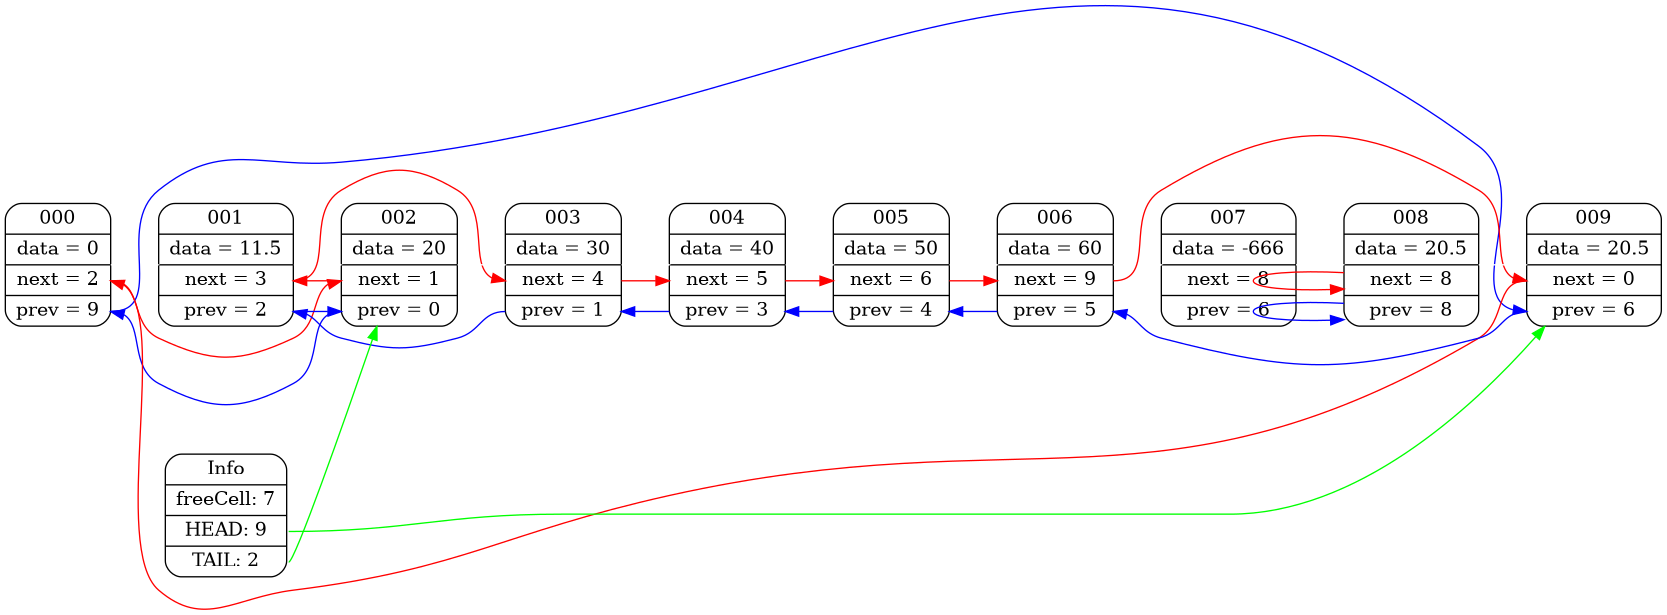 000
data = 0
next = 2
prev = 9
001
data = 11.5
next = 3
prev = 2
002
data = 20
next = 1
prev = 0
003
data = 30
next = 4
prev = 1
004
data = 40
next = 5
prev = 3
005
data = 50
next = 6
prev = 4
006
data = 60
next = 9
prev = 5
007
data = -666
next = 8
prev = 6
008
data = 20.5
next = 8
prev = 8
009
data = 20.5
next = 0
prev = 6
Info
freeCell: 7
HEAD: 9
TAIL: 2